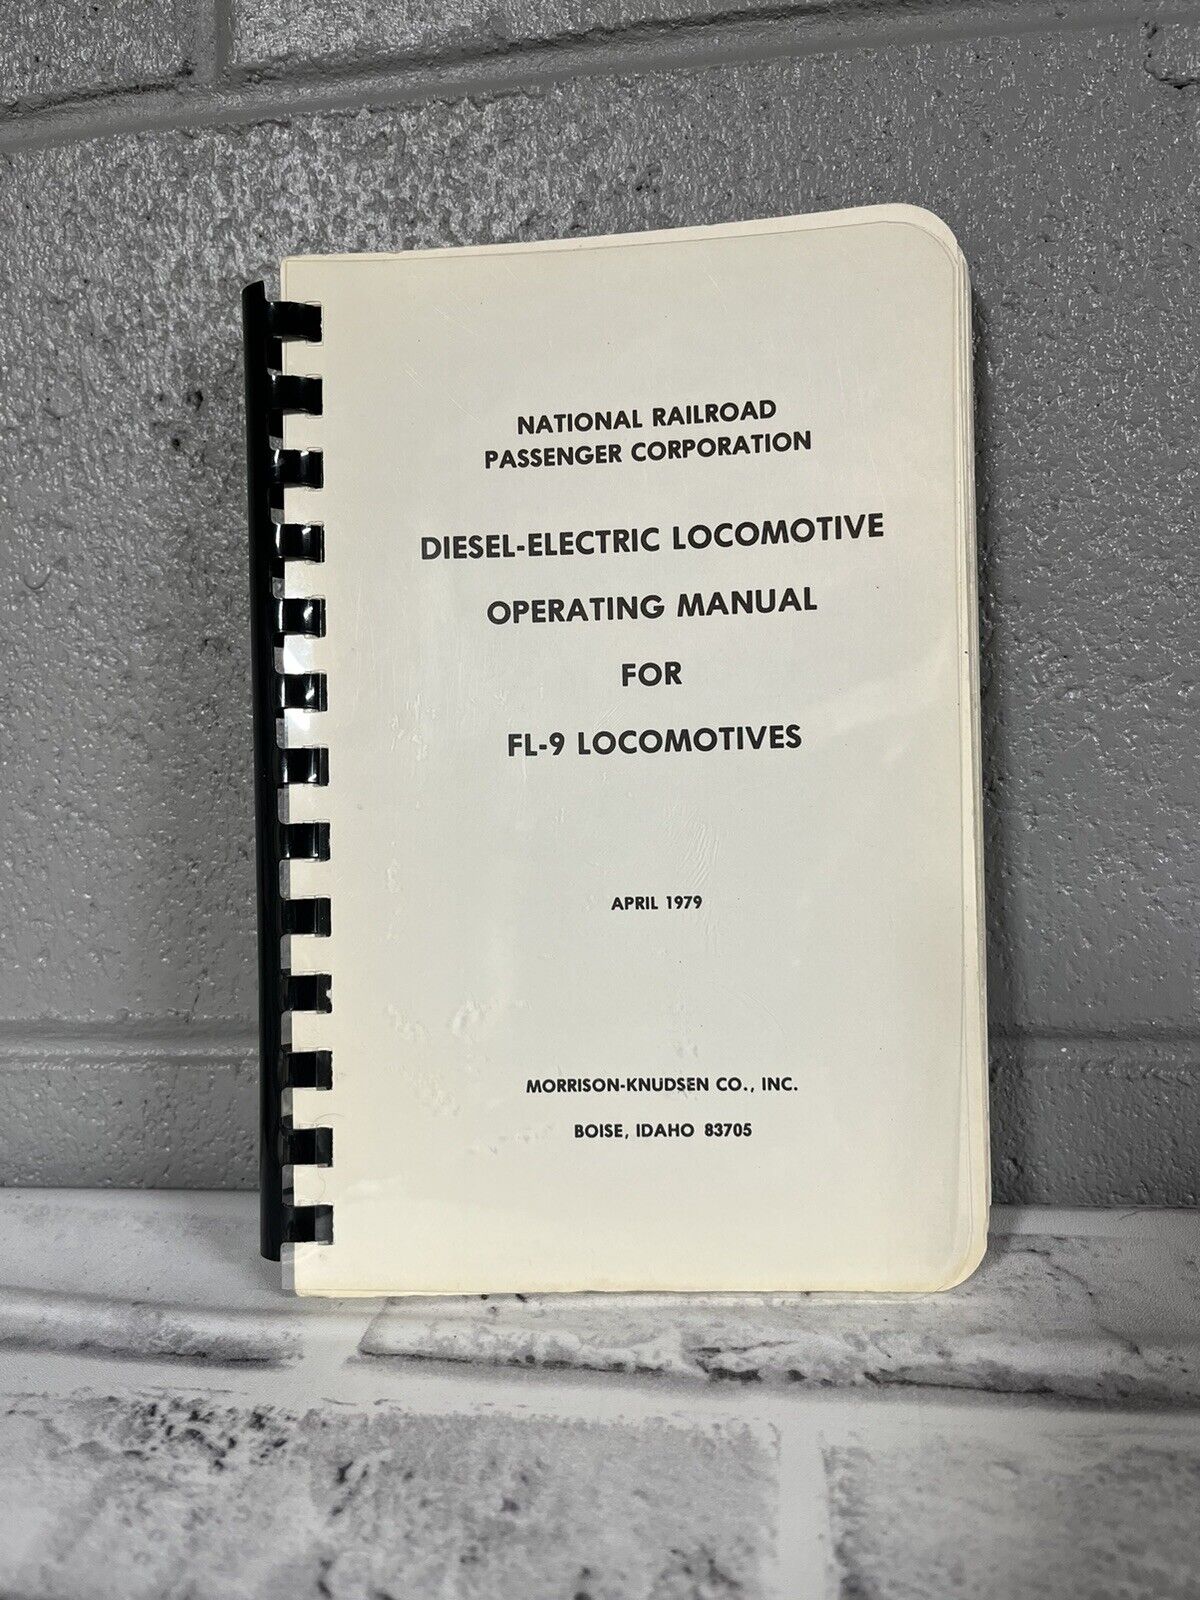 NATIONAL RAILROAD
PASSENGER CORPORATION
DIESEL-ELECTRIC LOCOMOTIVE
OPERATING MANUAL
FOR
FL-9 LOCOMOTIVES
APRIL 1979
MORRISON-KNUDSEN CO., INC.
BOISE, IDAHO 83705